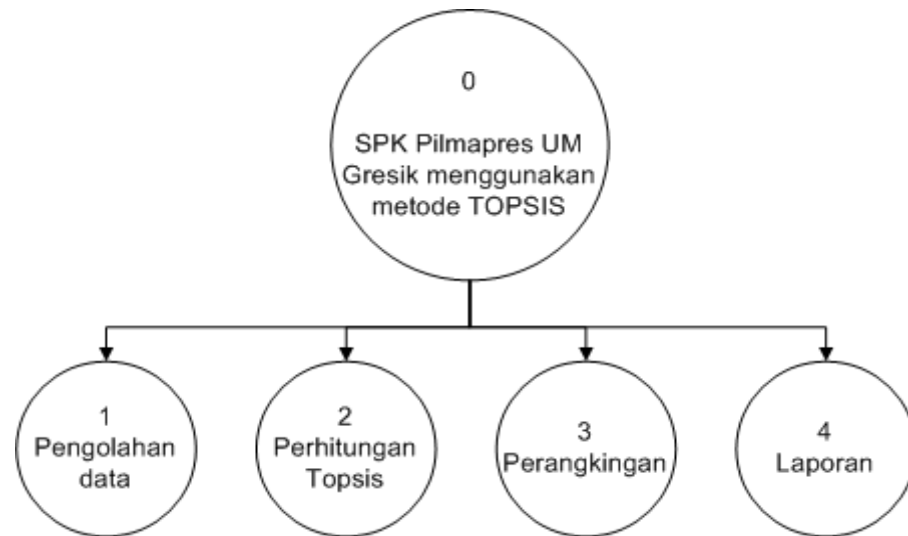 0
SPK Pilmapres UM
Gresik menggunakan
metode TOPSIS
1
Pengolahan
data
2
Perhitungan
Topsis
3
Perangkingan
4
Laporan